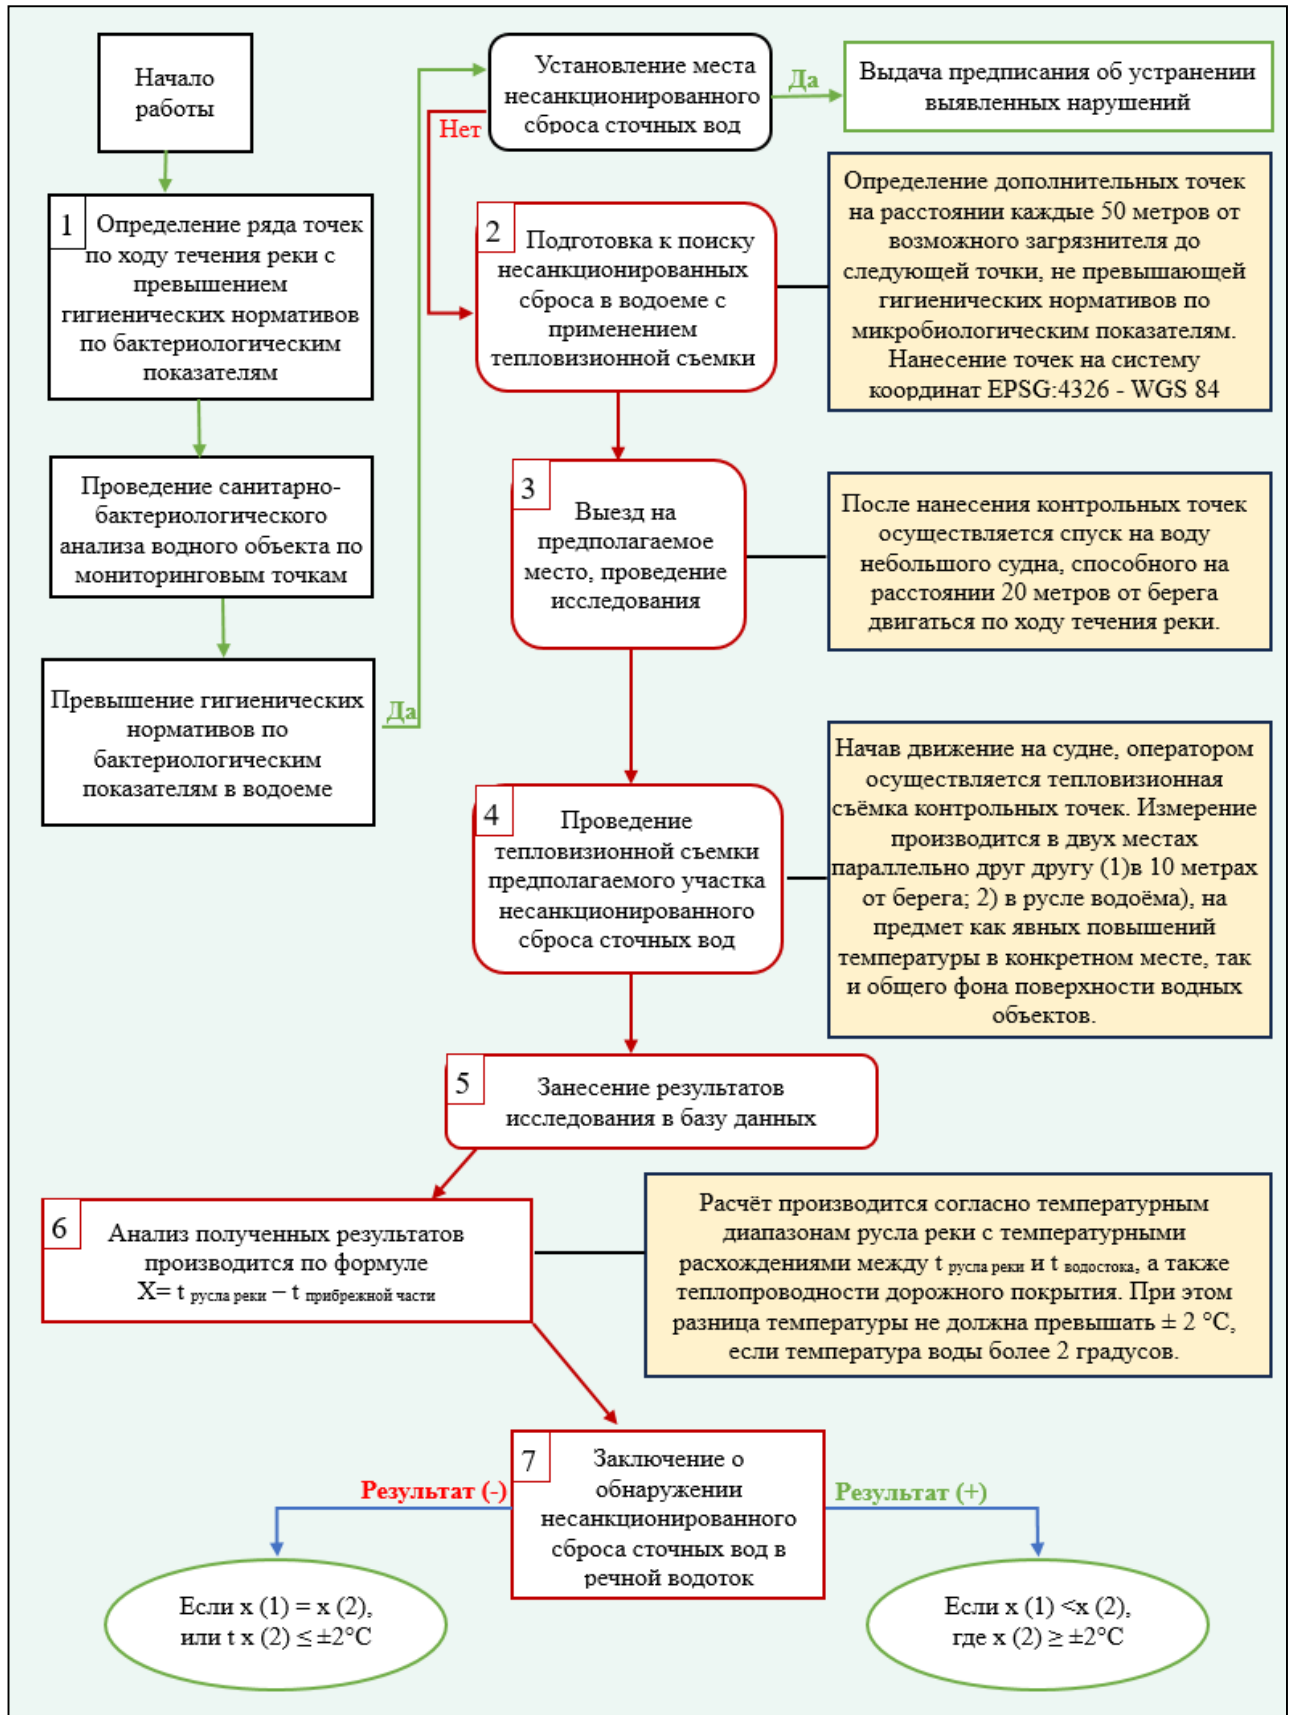 Начало
работы
1 Определение ряда точек
по ходу течения реки с
превышением
гигиенических нормативов
по бактериологическим
показателям
Проведение санитарно-
бактериологического
анализа водного объекта по
мониторинговым точкам
Превышение гигиенических
нормативов по
бактериологическим
показателям в водоеме
Да
Установление места
несанкционированного
сброса сточных вод
Да
Выдача предписания об устранении
выявленных нарушений
Нет
2 Подготовка к поиску
несанкционированных
сброса в водоеме с
применением
тепловизионной съемки
Определение дополнительных точек
на расстоянии каждые 50 метров от
возможного загрязнителя до
следующей точки, не превышающей
гигиенических нормативов по
микробиологическим показателям.
Нанесение точек на систему
координат EPSG:4326 - WGS 84
3
Выезд на
предполагаемое
место, проведение
исследования
После нанесения контрольных точек
осуществляется спуск на воду
небольшого судна, способного на
расстоянии 20 метров от берега
двигаться по ходу течения реки.
4 Проведение
тепловизионной съемки
предполагаемого участка
несанкционированного
сброса сточных вод
Начав движение на судне, оператором
осуществляется тепловизионная
съёмка контрольных точек. Измерение
производится в двух местах
параллельно друг другу (1)в 10 метрах
от берега; 2) в русле водоёма), на
предмет как явных повышений
температуры в конкретном месте, так
и общего фона поверхности водных
объектов.
5 Занесение результатов
исследования в базу данных
6 Анализ полученных результатов
производится по формуле
X= t русла реки – t прибрежной части
Расчёт производится согласно температурным
диапазонам русла реки с температурными
расхождениями между t русла реки и t водостока, а также
теплопроводности дорожного покрытия. При этом
разница температуры не должна превышать ± 2 °C,
если температура воды более 2 градусов.
7 Заключение о
обнаружении
несанкционированного
сброса сточных вод в
речной водоток
Результат (-)
Результат (+)
Если x (1) = x (2),
или t x (2) ≤ ±2°C
Если x (1) <x (2),
где x (2) ≥ ±2°C